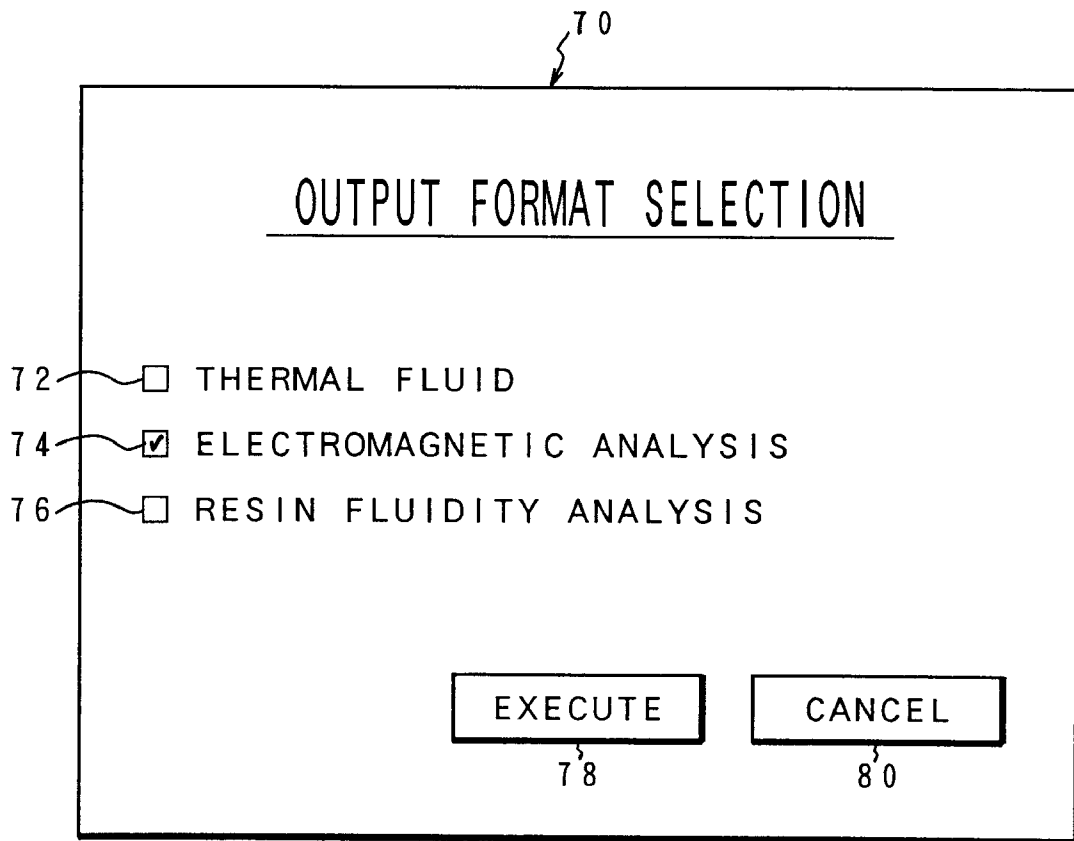 70
OUTPUT FORMAT SELECTION
72 THERMAL FLUID
74 ELECTROMAGNETIC ANALYSIS
76 RESIN FLUIDITY ANALYSIS
EXECUTE CANCEL
78 80